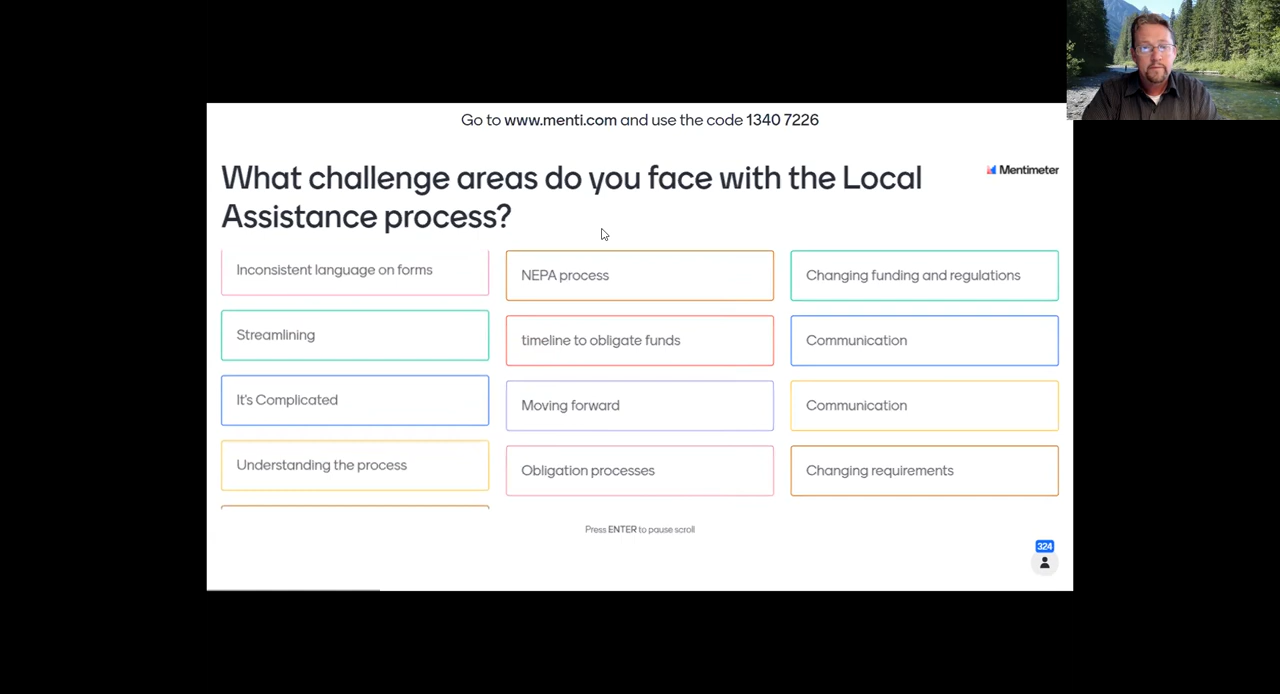 Go to www.menti.com and use the code 1340 7226
What challenge areas do you face with the Local
Assistance process?
Mentimeter
Inconsistent language on forms
Streamlining
It's Complicated
Understanding the process
NEPA process
timeline to obligate funds
Moving forward
Obligation processes
Changing funding and regulations
Communication
Communication
Changing requirements
Press ENTER to pause scroll
324